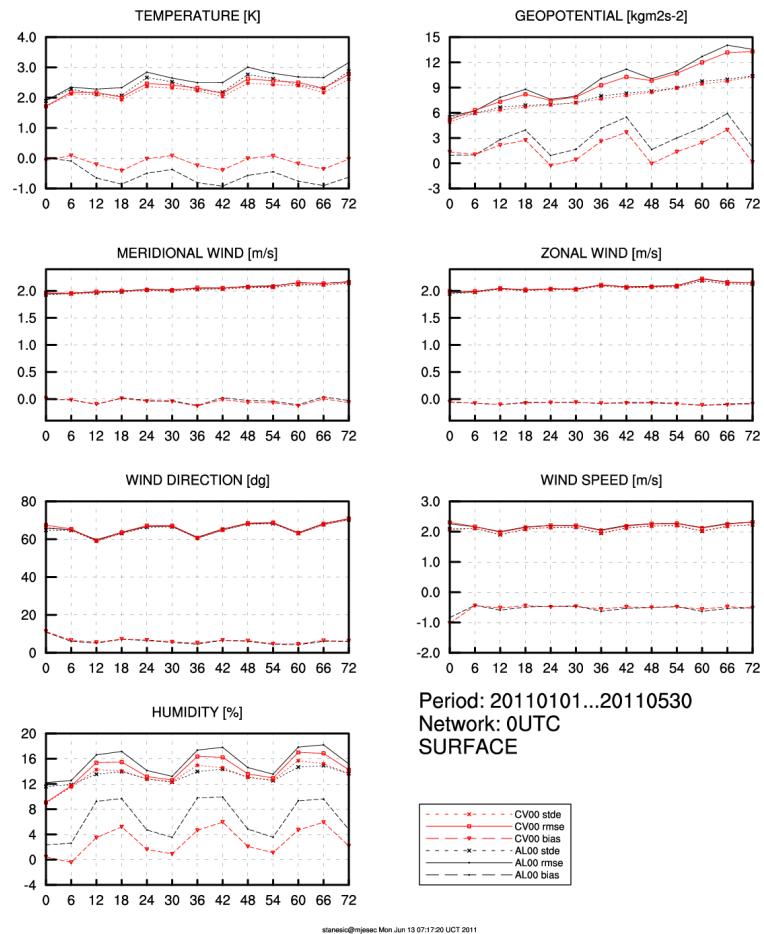 TEMPERATURE [K]
4.0
3.0
2.0
1.0
0.0
-1.0
0 6 12 18 24 30 36 42 48 54 60 66 72
GEOPOTENTIAL [kgm2s-2]
15
12
9
6
3
0
-3
0 6 12 18 24 30 36 42 48 54 60 66 72
MERIDIONAL WIND [m/s]
2.0
1.5
1.0
0.5
0.0
0 6 12 18 24 30 36 42 48 54 60 66 72
ZONAL WIND [m/s]
2.0
1.5
1.0
0.5
0.0
0 6 12 18 24 30 36 42 48 54 60 66 72
WIND DIRECTION [dg]
80
60
40
20
0
0 6 12 18 24 30 36 42 48 54 60 66 72
WIND SPEED [m/s]
3.0
2.0
1.0
0.0
-1.0
-2.0
0 6 12 18 24 30 36 42 48 54 60 66 72
HUMIDITY [%]
20
16
12
8
4
0
-4
0 6 12 18 24 30 36 42 48 54 60 66 72
Period: 20110101...20110530
Network: 0UTC
SURFACE
CV00 stde
CV00 rmse
CV00 bias
AL00 stde
AL00 rmse
AL00 bias
stanesic@mjesec Mon Jun 13 07:17:20 UCT 2011